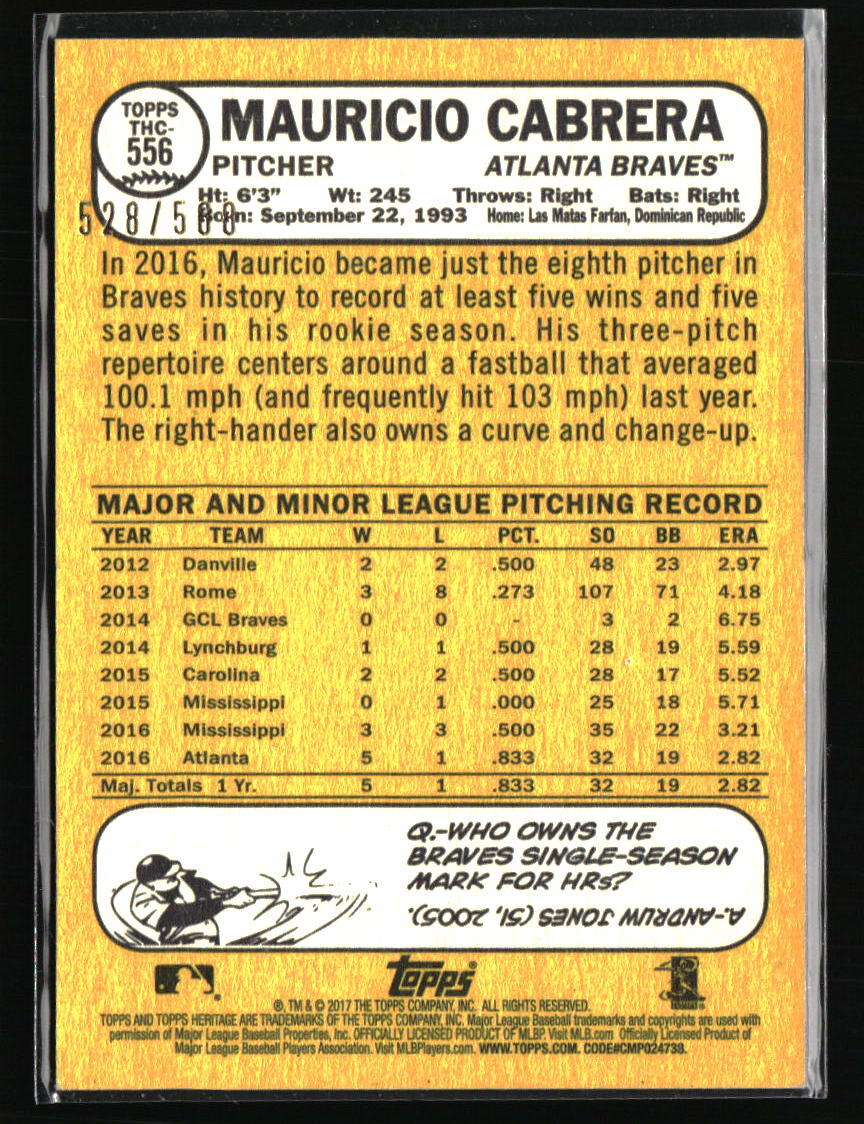 TOPPS
THC-
556
MAURICIO CABRERA
PITCHER ATLANTA BRAVES™
Ht: 6'3" Wt: 245 Throws: Right Bats: Right
Born: September 22, 1993 Home: Las Matas Farfan, Dominican Republic
In 2016, Mauricio became just the eighth pitcher in
Braves history to record at least five wins and five
saves in his rookie season. His three-pitch
repertoire centers around a fastball that averaged
100.1 mph (and frequently hit 103 mph) last year.
The right-hander also owns a curve and change-up.
MAJOR AND MINOR LEAGUE PITCHING RECORD
YEAR TEAM W L PCT. SO BB ERA
2012 Danville 2 2 .500 48 23 2.97
2013 Rome 3 8 .273 107 71 4.18
2014 GCL Braves 0 0 - 3 2 6.75
2014 Lynchburg 1 1 .500 28 19 5.59
2015 Carolina 2 2 .500 28 17 5.52
2015 Mississippi 0 1 .000 25 18 5.71
2016 Mississippi 3 3 .500 35 22 3.21
2016 Atlanta 5 1 .833 32 19 2.82
Maj. Totals 1 Yr. 5 1 .833 32 19 2.82
Q.-WHO OWNS THE
BRAVES SINGLE-SEASON
MARK FOR HRs?
A.-ANDRUW JONES (51, 2005).
TOPPS
®, TM & © 2017 THE TOPPS COMPANY, INC. ALL RIGHTS RESERVED.
TOPPS AND TOPPS HERITAGE ARE TRADEMARKS OF THE TOPPS COMPANY, INC. Major League Baseball trademarks and copyrights are used with
permission of Major League Baseball Properties, Inc. OFFICIALLY LICENSED PRODUCT OF MLBP. Visit MLB.com Officially Licensed Product of
Major League Baseball Players Association. Visit MLBPlayers.com. WWW.TOPPS.COM. CODE#CMP024738.